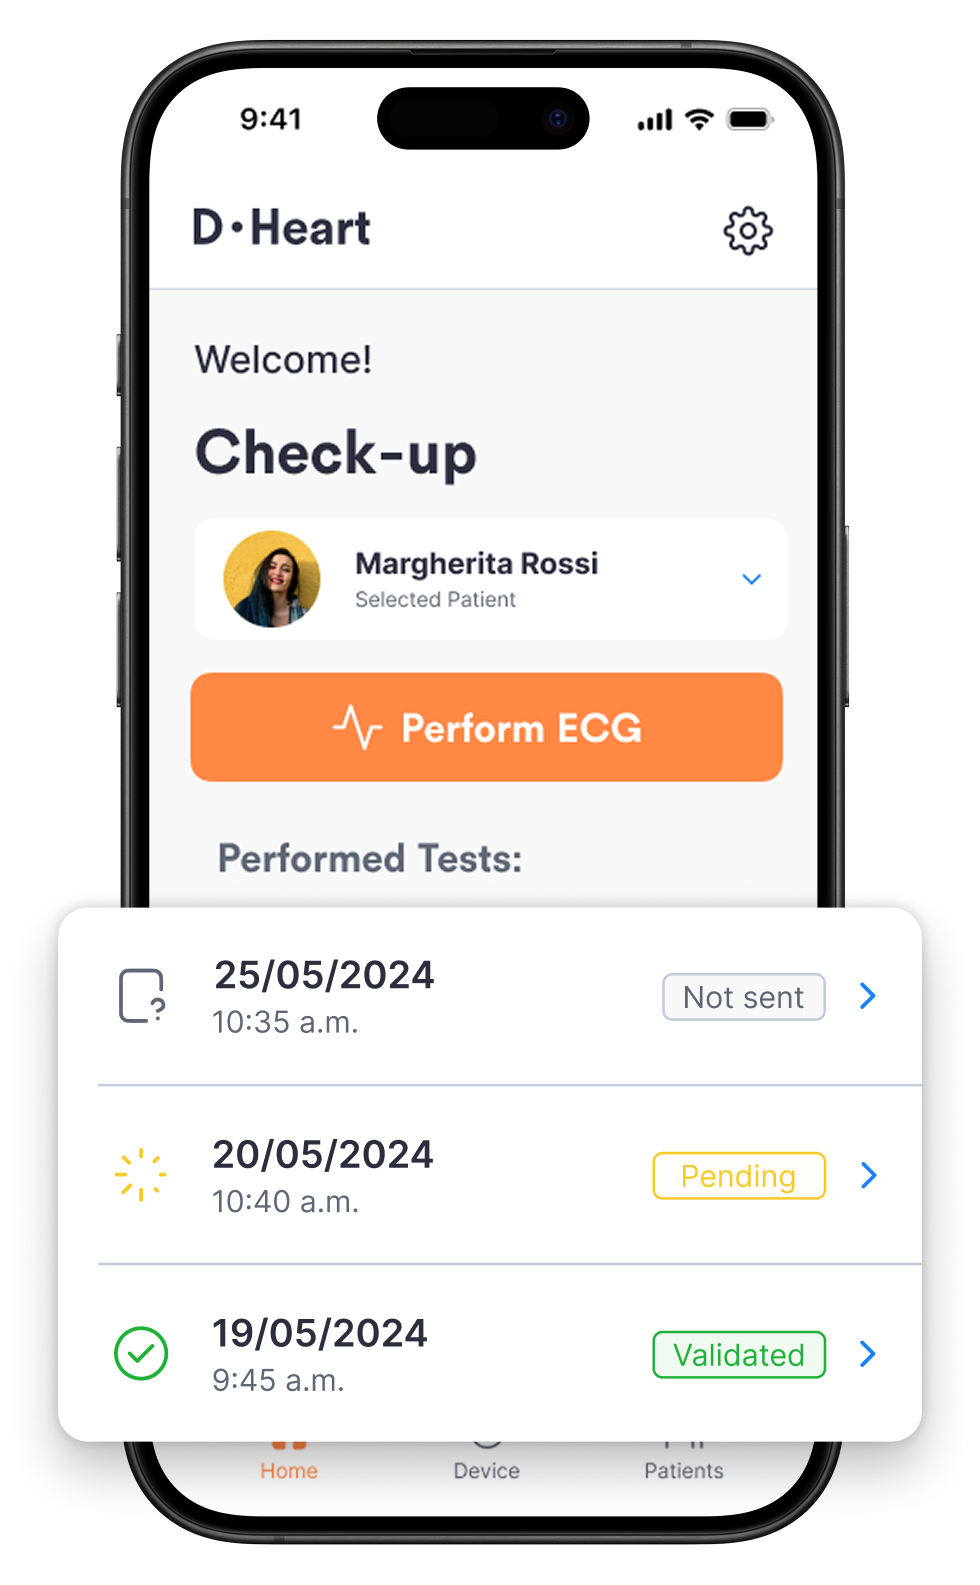 9:41
D·Heart
Welcome!
Check-up
Margherita Rossi
Selected Patient
Perform ECG
Performed Tests:
25/05/2024
10:35 a.m.
Not sent
20/05/2024
10:40 a.m.
Pending
19/05/2024
9:45 a.m.
Validated
Home
Device
Patients